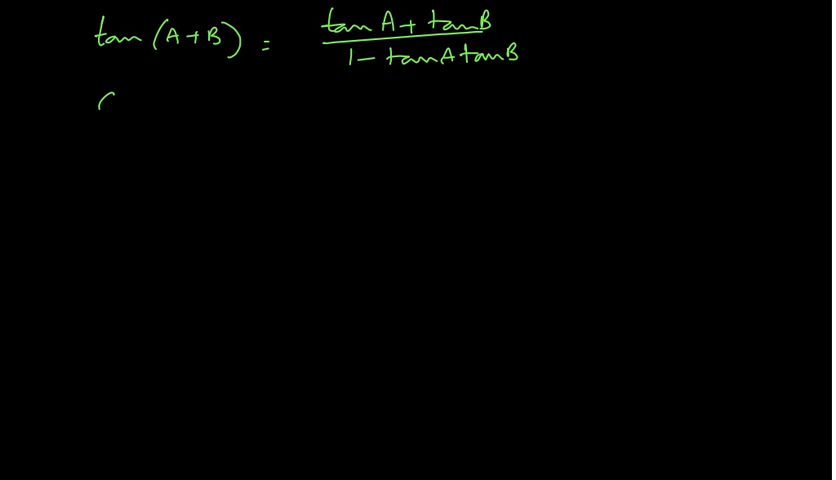 tan (A+B) = (tan A + tan B) / (1 - tan A tan B)